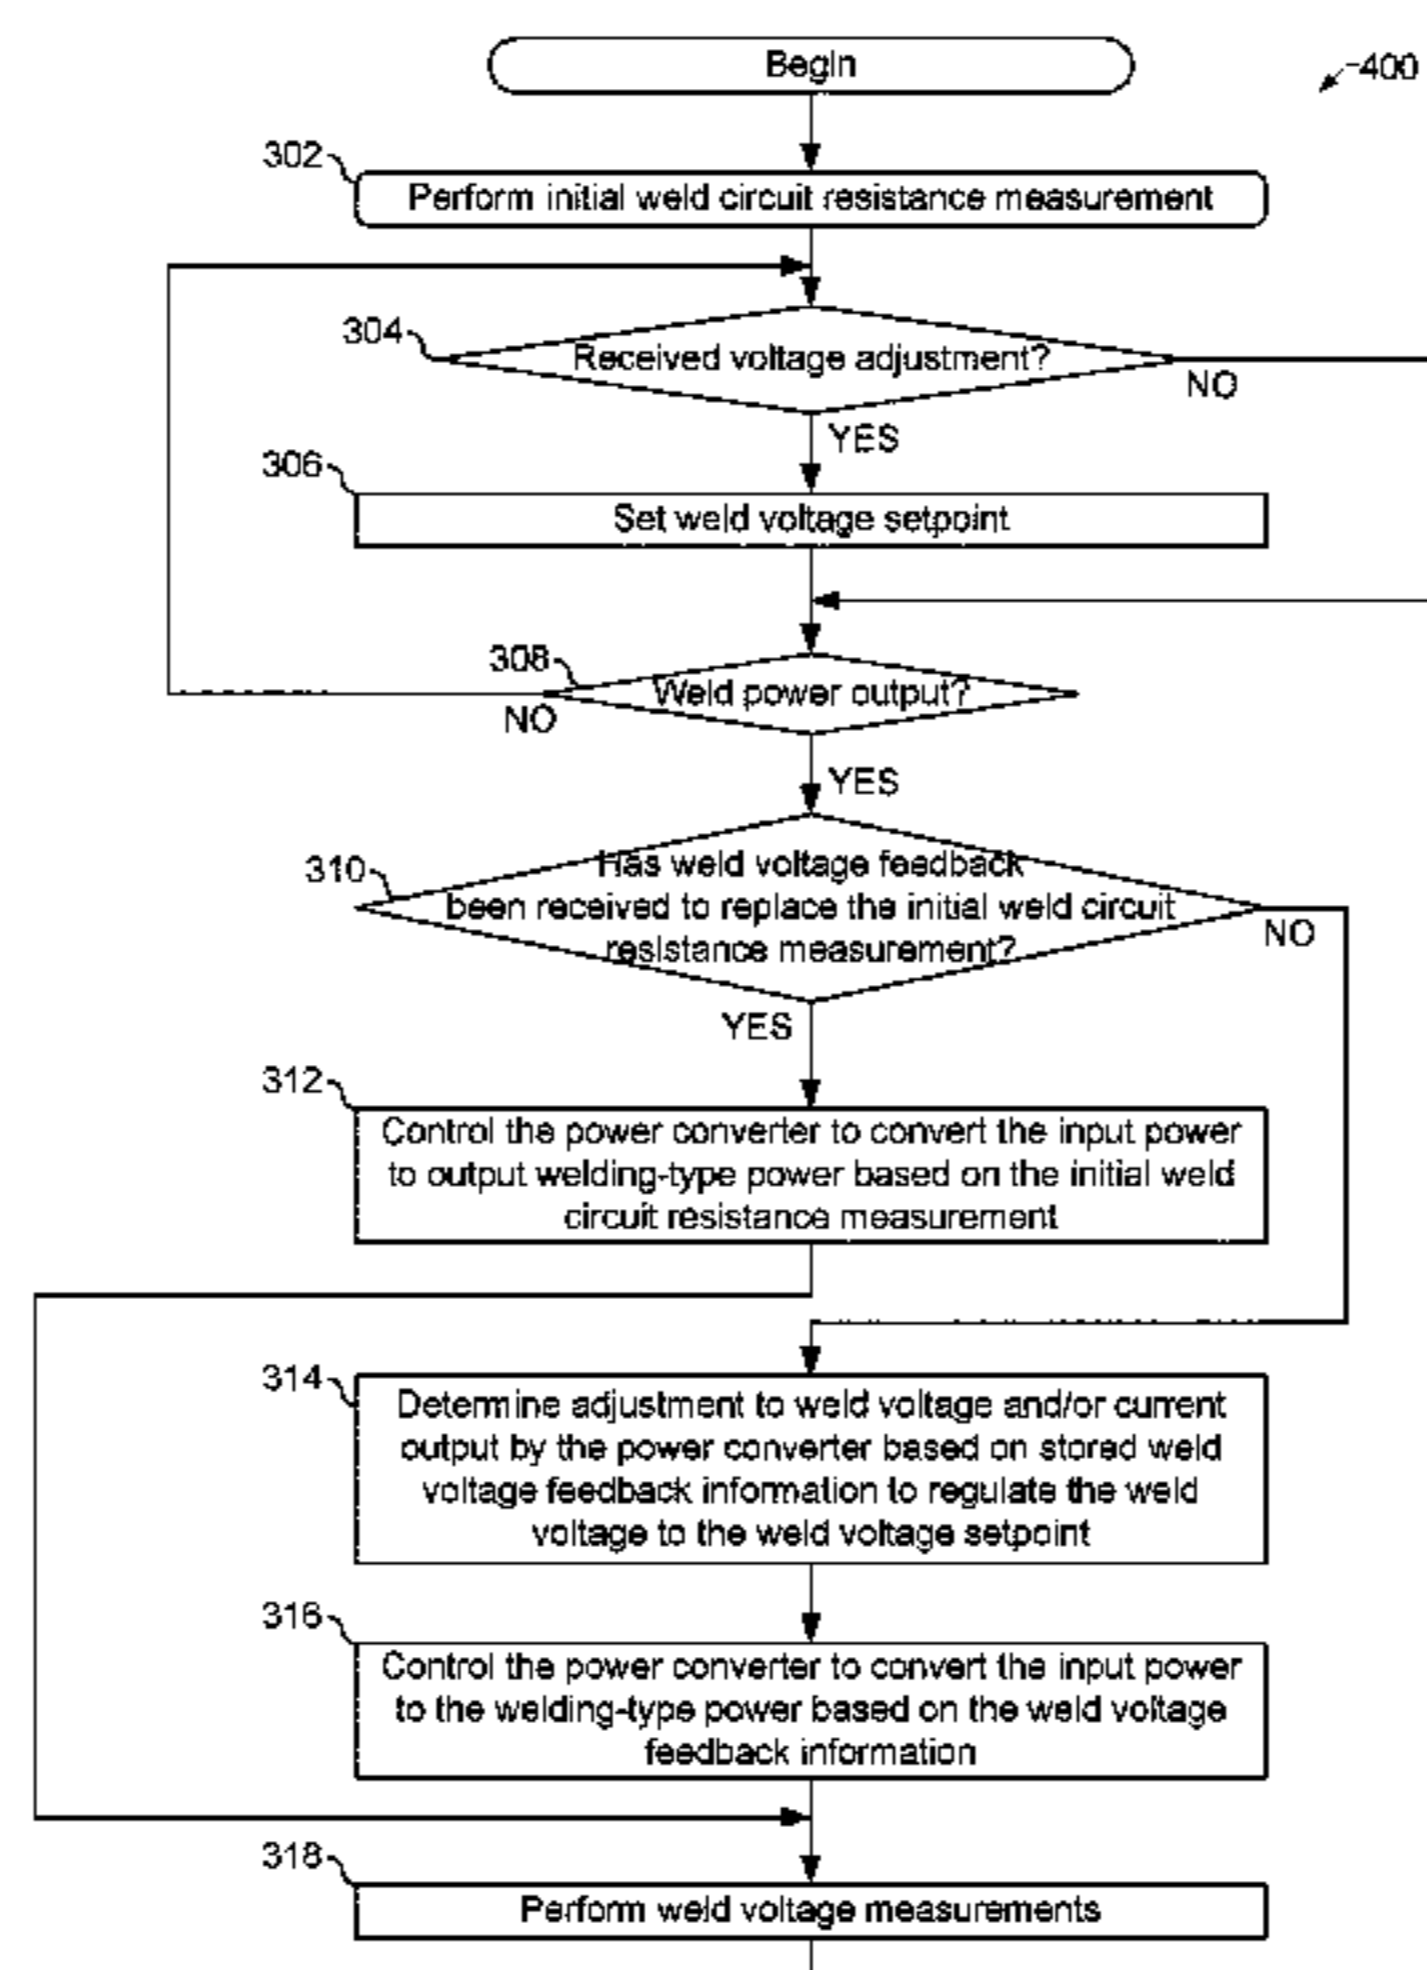 Begin
400
302
Perform initial weld circuit resistance measurement
304
Received voltage adjustment?
NO
YES
306
Set weld voltage setpoint
308
Weld power output?
NO
YES
310
Has weld voltage feedback
been received to replace the initial weld circuit
resistance measurement?
NO
YES
312
Control the power converter to convert the input power
to output welding-type power based on the initial weld
circuit resistance measurement
314
Determine adjustment to weld voltage and/or current
output by the power converter based on stored weld
voltage feedback information to regulate the weld
voltage to the weld voltage setpoint
316
Control the power converter to convert the input power
to the welding-type power based on the weld voltage
feedback information
318
Perform weld voltage measurements